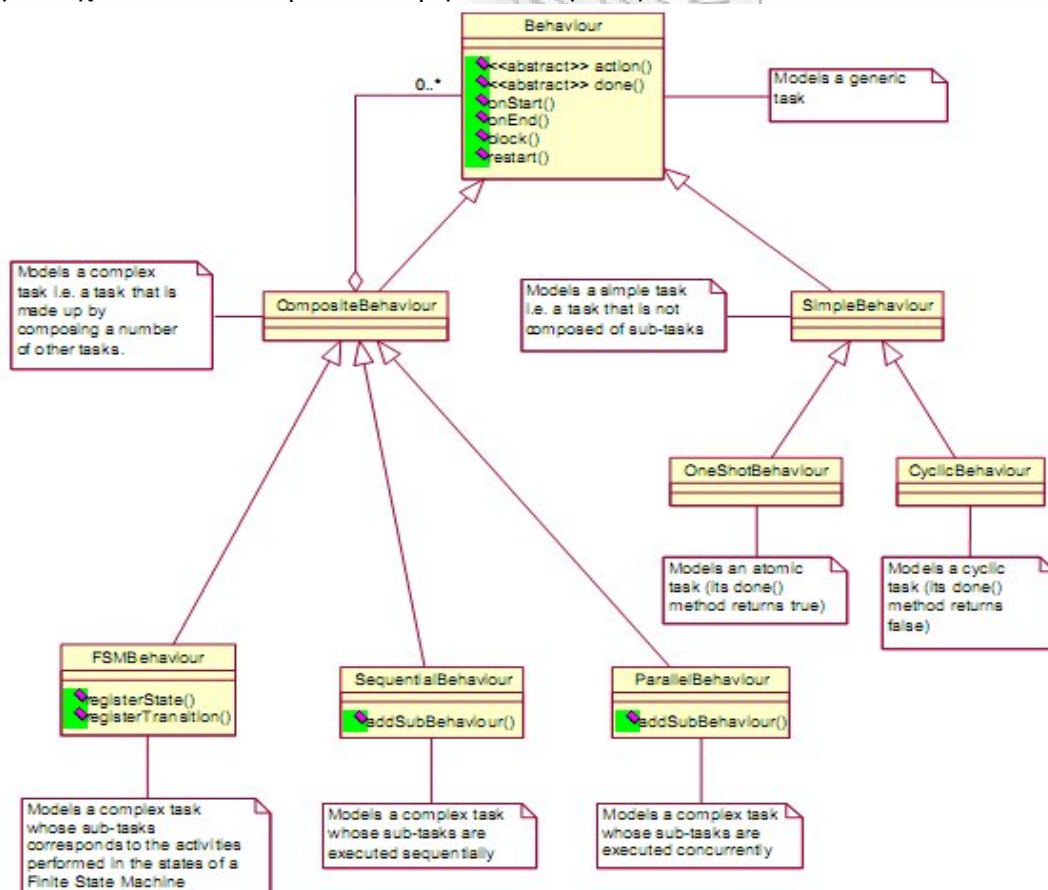 Behaviour
<<abstract>> action()
<<abstract>> done()
onStart()
onEnd()
block()
restart()
0..*
Models a generic
task
Models a complex
task i.e. a task that is
made up by
composing a number
of other tasks.
CompositeBehaviour
Models a simple task
i.e. a task that is not
composed of sub-tasks
SimpleBehaviour
OneShotBehaviour
CyclicBehaviour
Models an atomic
task (its done()
method returns true)
Models a cyclic
task (its done()
method returns
false)
FSMBehaviour
registerState()
registerTransition()
SequentialBehaviour
addSubBehaviour()
ParallelBehaviour
addSubBehaviour()
Models a complex task
whose sub-tasks
corresponds to the activities
performed in the states of a
Finite State Machine
Models a complex task
whose sub-tasks are
executed sequentially
Models a complex task
whose sub-tasks are
executed concurrently